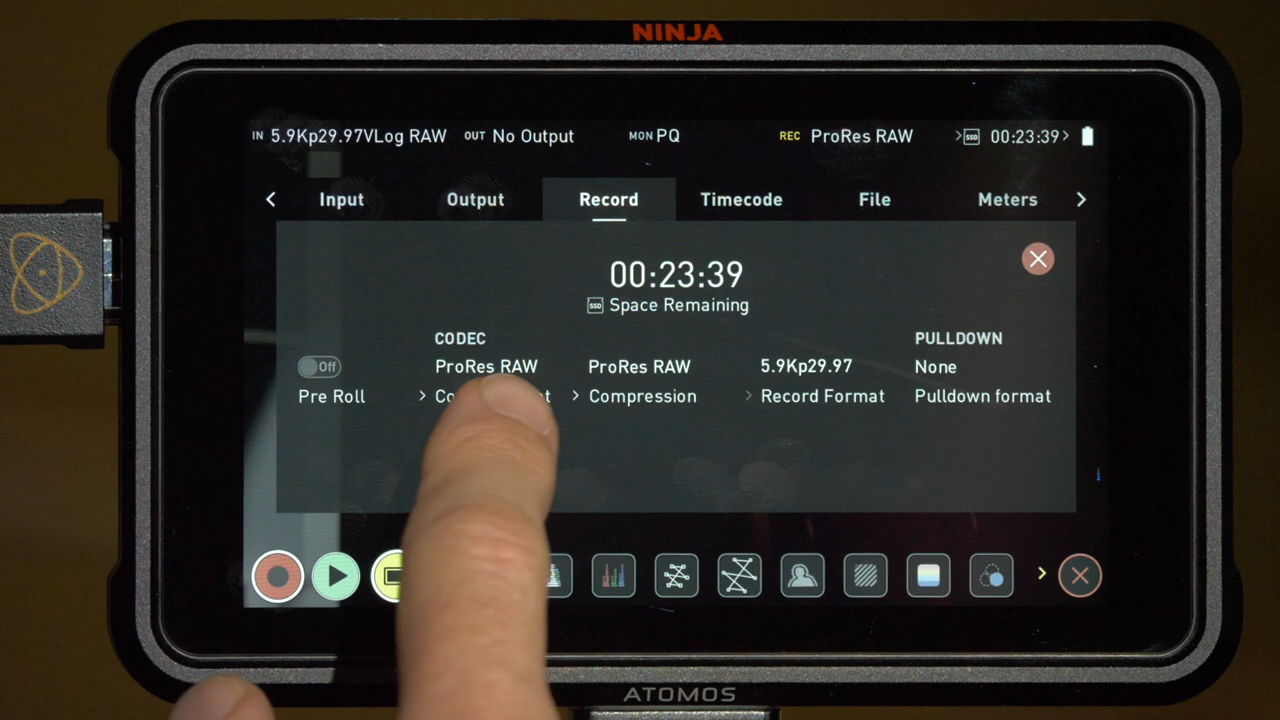 NINJA
IN 5.9Kp29.97VLog RAW OUT No Output MON PQ REC ProRes RAW SSD 00:23:39
Input Output Record Timecode File Meters
00:23:39
SSD Space Remaining
CODEC PULLDOWN
Off ProRes RAW ProRes RAW 5.9Kp29.97 None
Pre Roll Compression Record Format Pulldown format
ATOMOS